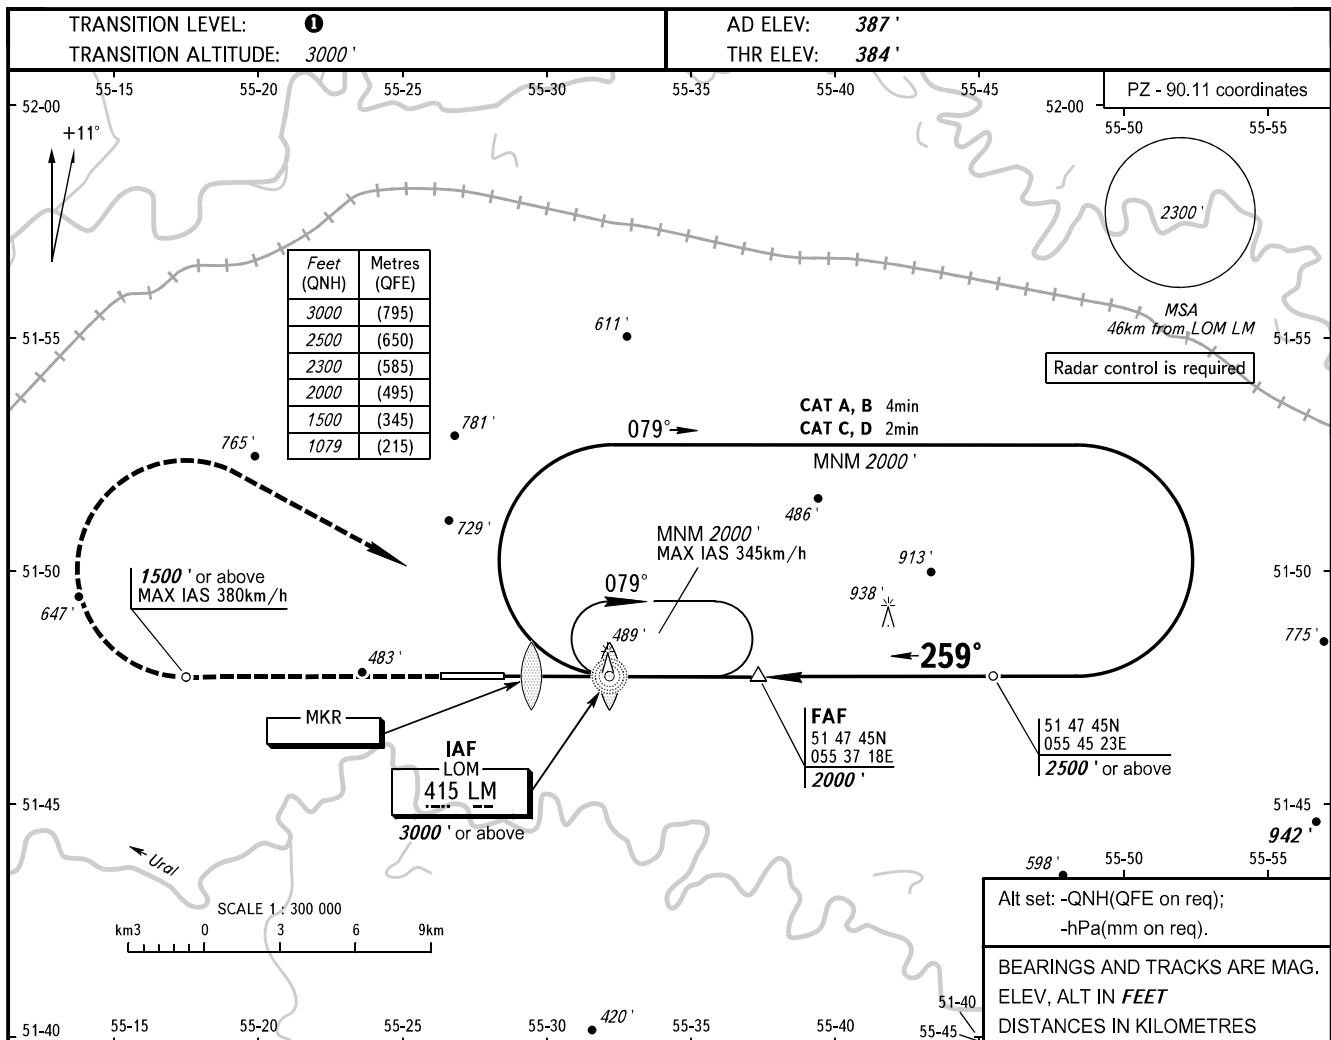 TRANSITION LEVEL: ❶
TRANSITION ALTITUDE: 3000 '
AD ELEV: 387 '
THR ELEV: 384 '
55-15 55-20 55-25 55-30 55-35 55-40 55-45
PZ - 90.11 coordinates
52-00
52-00
55-50 55-55
+11°
2300 '
MSA
46km from LOM LM
Radar control is required
Feet (QNH) Metres (QFE)
3000 (795)
2500 (650)
2300 (585)
2000 (495)
1500 (345)
1079 (215)
611 '
51-55
51-55
CAT A, B 4min
CAT C, D 2min
079°
MNM 2000 '
781 '
765 '
729 '
486 '
MNM 2000 '
MAX IAS 345km/h
913 '
938 '
51-50
51-50
1500 ' or above
MAX IAS 380km/h
647 '
079°
489 '
259°
775 '
483 '
MKR
IAF
LOM
415 LM
3000 ' or above
FAF
51 47 45N
055 37 18E
2000 '
51 47 45N
055 45 23E
2500 ' or above
51-45
51-45
942 '
Ural
598 '
55-50 55-55
SCALE 1 : 300 000
km3 0 3 6 9km
Alt set: -QNH(QFE on req);
-hPa(mm on req).
BEARINGS AND TRACKS ARE MAG.
ELEV, ALT IN FEET
DISTANCES IN KILOMETRES
51-40
55-45
420 '
51-40 55-15 55-20 55-25 55-30 55-35 55-40